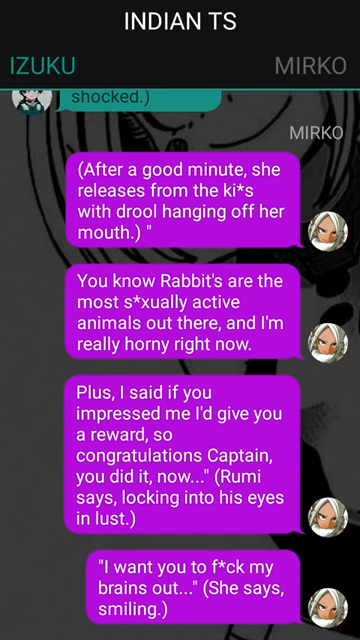 INDIAN TS
IZUKU MIRKO
shocked.)
MIRKO
(After a good minute, she
releases from the ki*s
with drool hanging off her
mouth.) "
You know Rabbit's are the
most s*xually active
animals out there, and I'm
really horny right now.
Plus, I said if you
impressed me I'd give you
a reward, so
congratulations Captain,
you did it, now..." (Rumi
says, locking into his eyes
in lust.)
"I want you to f*ck my
brains out..." (She says,
smiling.)